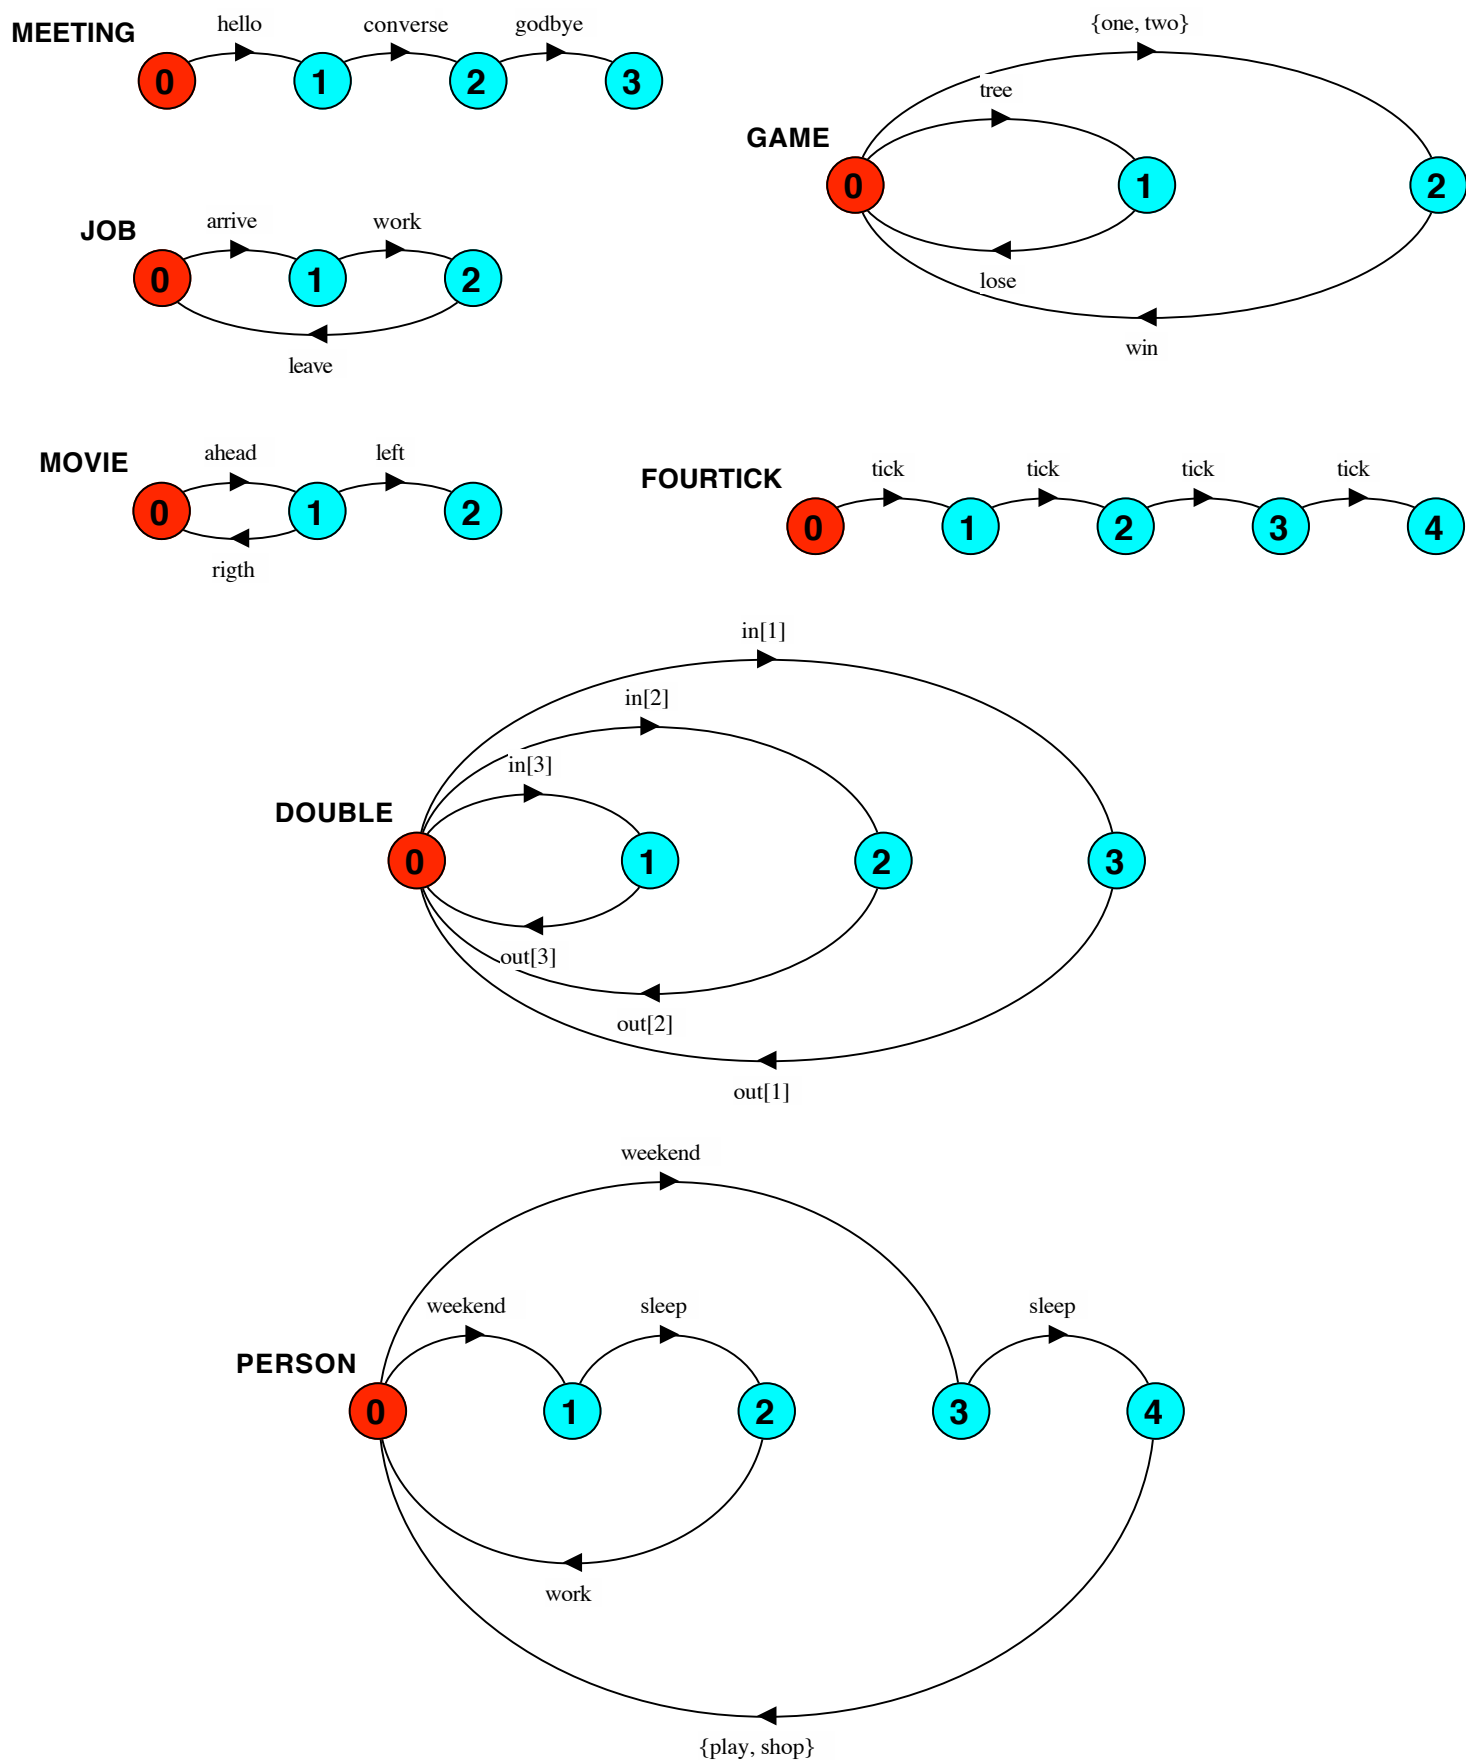 MEETING
hello converse godbye
0 1 2 3
{one, two}
tree
GAME
0 1 2
lose
win
JOB
arrive work
0 1 2
leave
MOVIE
ahead left
0 1 2
rigth
FOURTICK
tick tick tick tick
0 1 2 3 4
in[1]
in[2]
in[3]
DOUBLE
0 1 2 3
out[3]
out[2]
out[1]
weekend
weekend sleep sleep
PERSON
0 1 2 3 4
work
{play, shop}